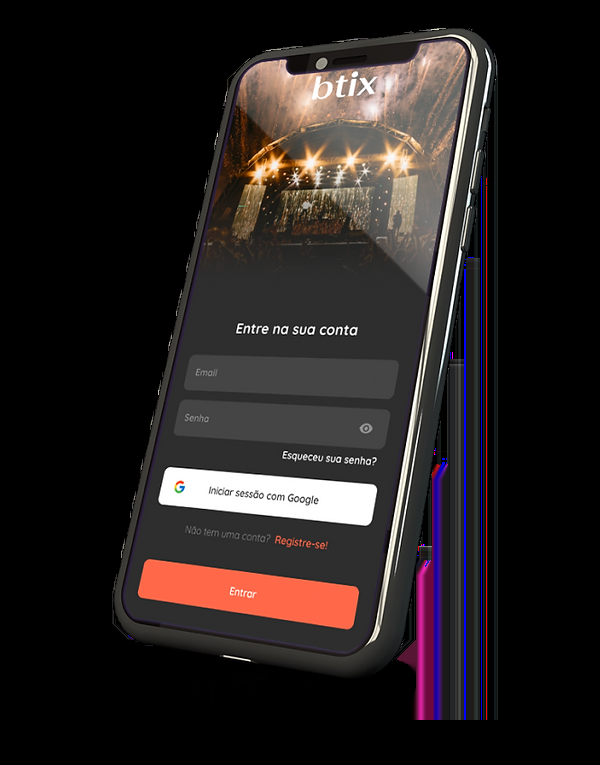 btix
Entre na sua conta
Email
Senha
Esqueceu sua senha?
Iniciar sessão com Google
Não tem uma conta? Registre-se!
Entrar